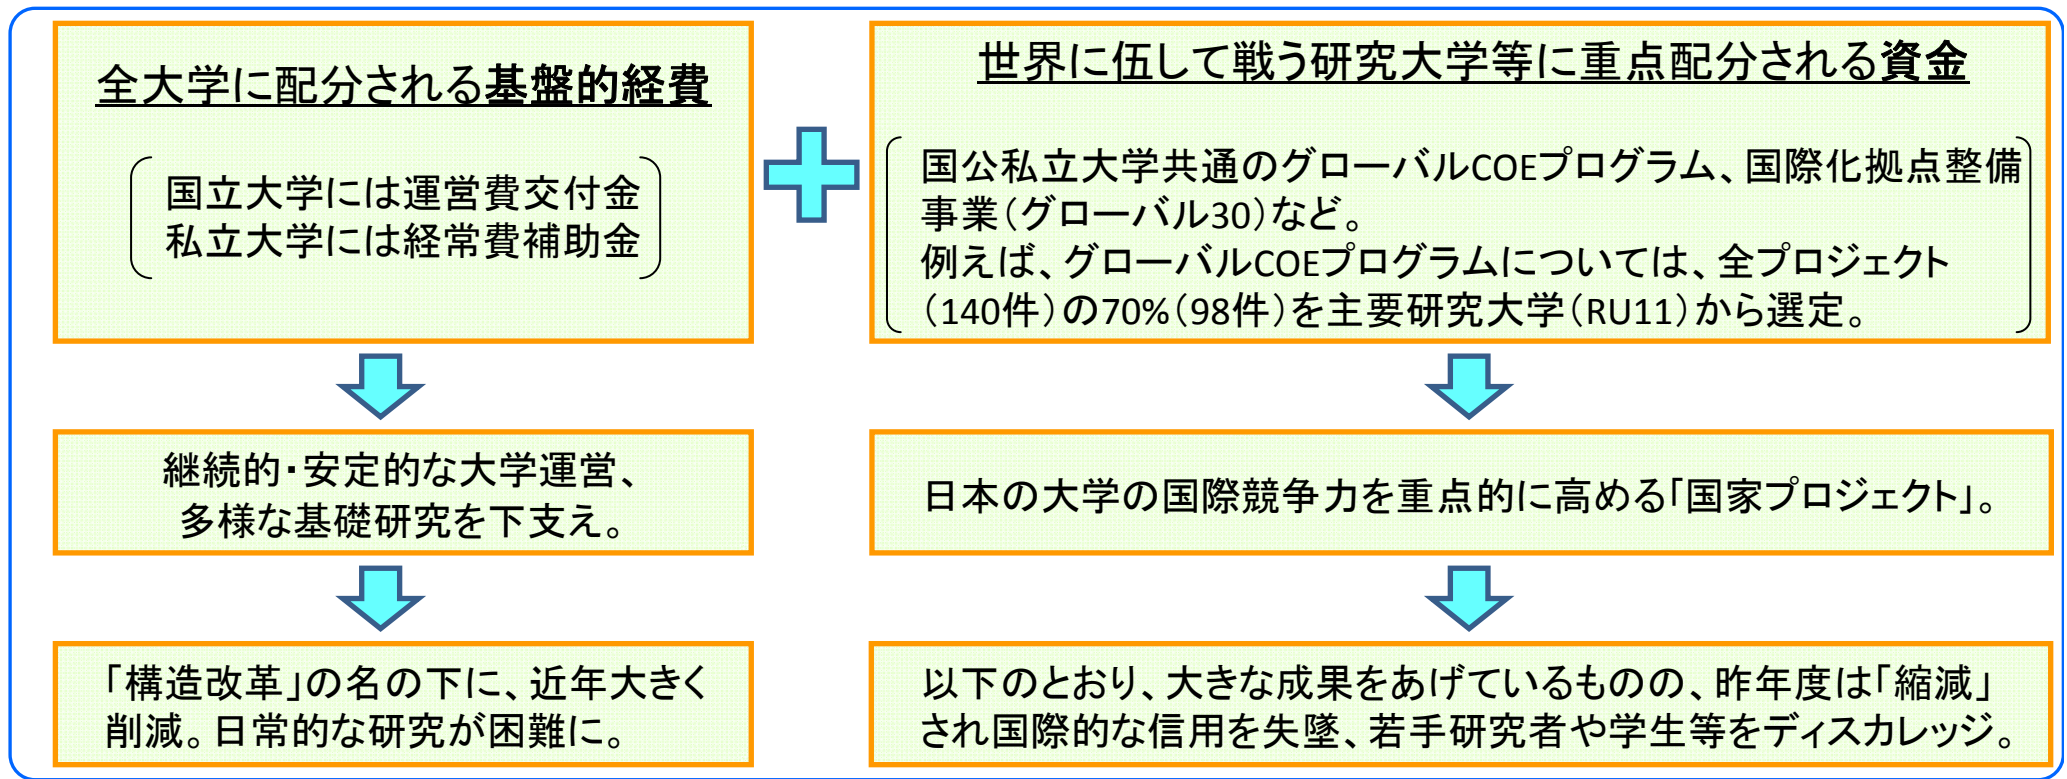 全大学に配分される基盤的経費
国立大学には運営費交付金
私立大学には経常費補助金
世界に伍して戦う研究大学等に重点配分される資金
国公私立大学共通のグローバルCOEプログラム、国際化拠点整備
事業(グローバル30)など。
例えば、グローバルCOEプログラムについては、全プロジェクト
(140件)の70%(98件)を主要研究大学(RU11)から選定。
継続的・安定的な大学運営、
多様な基礎研究を下支え。
日本の大学の国際競争力を重点的に高める「国家プロジェクト」。
「構造改革」の名の下に、近年大きく
削減。日常的な研究が困難に。
以下のとおり、大きな成果をあげているものの、昨年度は「縮減」
され国際的な信用を失墜、若手研究者や学生等をディスカレッジ。